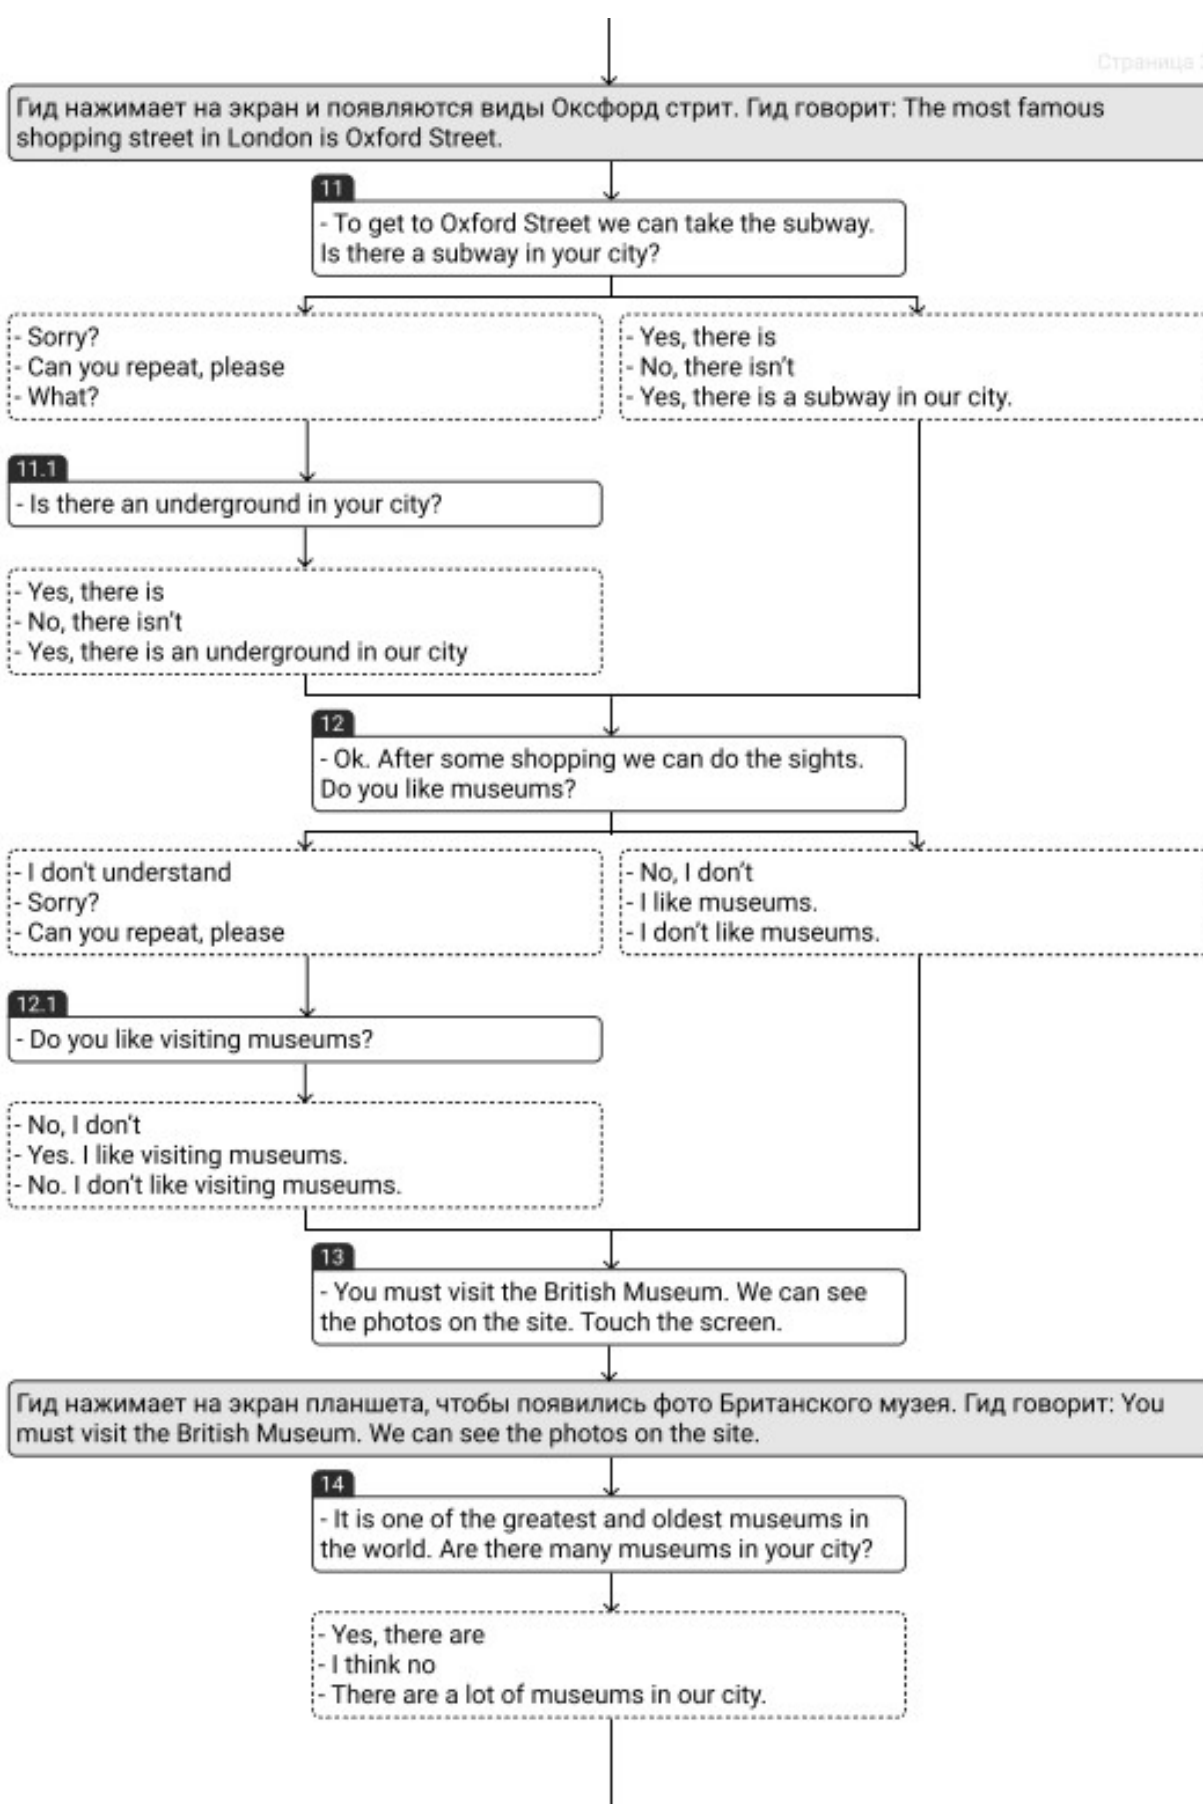 Страница
Гид нажимает на экран и появляются виды Оксфорд стрит. Гид говорит: The most famous
shopping street in London is Oxford Street.
11
- To get to Oxford Street we can take the subway.
Is there a subway in your city?
- Sorry?
- Can you repeat, please
- What?
- Yes, there is
- No, there isn't
- Yes, there is a subway in our city.
11.1
- Is there an underground in your city?
- Yes, there is
- No, there isn't
- Yes, there is an underground in our city
12
- Ok. After some shopping we can do the sights.
Do you like museums?
- I don't understand
- Sorry?
- Can you repeat, please
- No, I don't
- I like museums.
- I don't like museums.
12.1
- Do you like visiting museums?
- No, I don't
- Yes. I like visiting museums.
- No. I don't like visiting museums.
13
- You must visit the British Museum. We can see
the photos on the site. Touch the screen.
Гид нажимает на экран планшета, чтобы появились фото Британского музея. Гид говорит: You
must visit the British Museum. We can see the photos on the site.
14
- It is one of the greatest and oldest museums in
the world. Are there many museums in your city?
- Yes, there are
- I think no
- There are a lot of museums in our city.